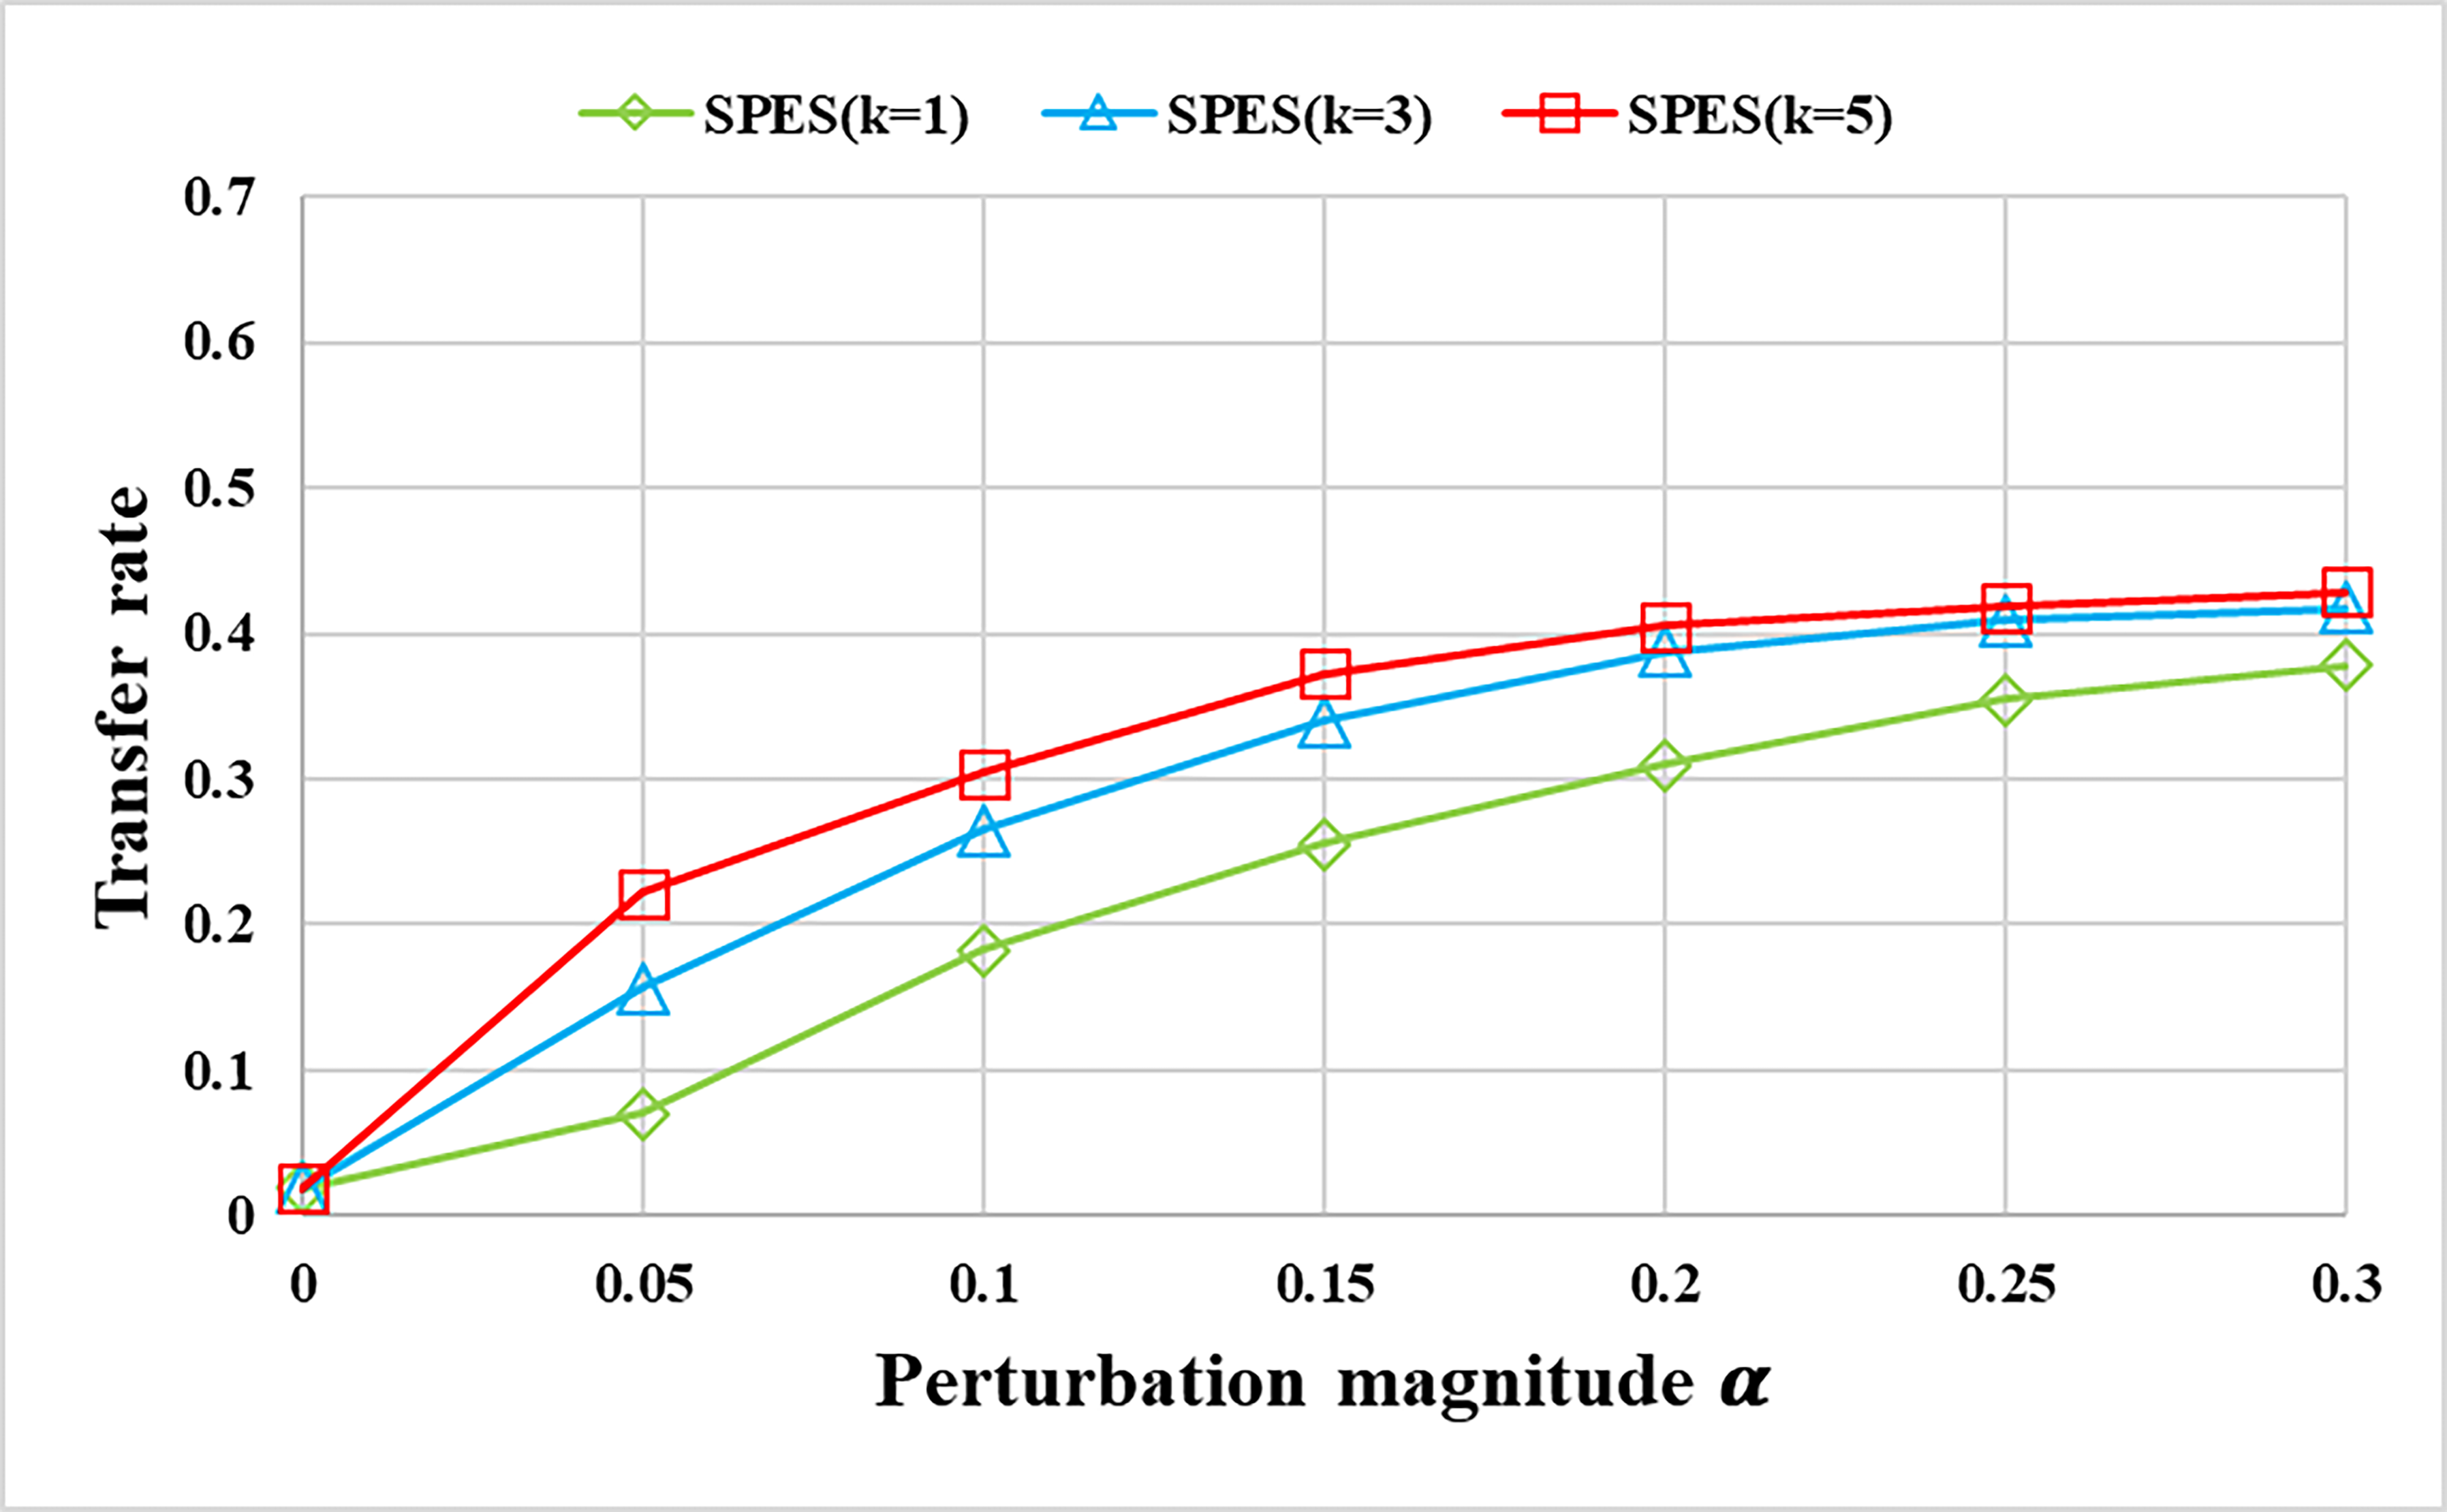 SPES(k=1) SPES(k=3) SPES(k=5)
0.7
0.6
0.5
0.4
0.3
0.2
0.1
0
Transfer rate
0 0.05 0.1 0.15 0.2 0.25 0.3
Perturbation magnitude α